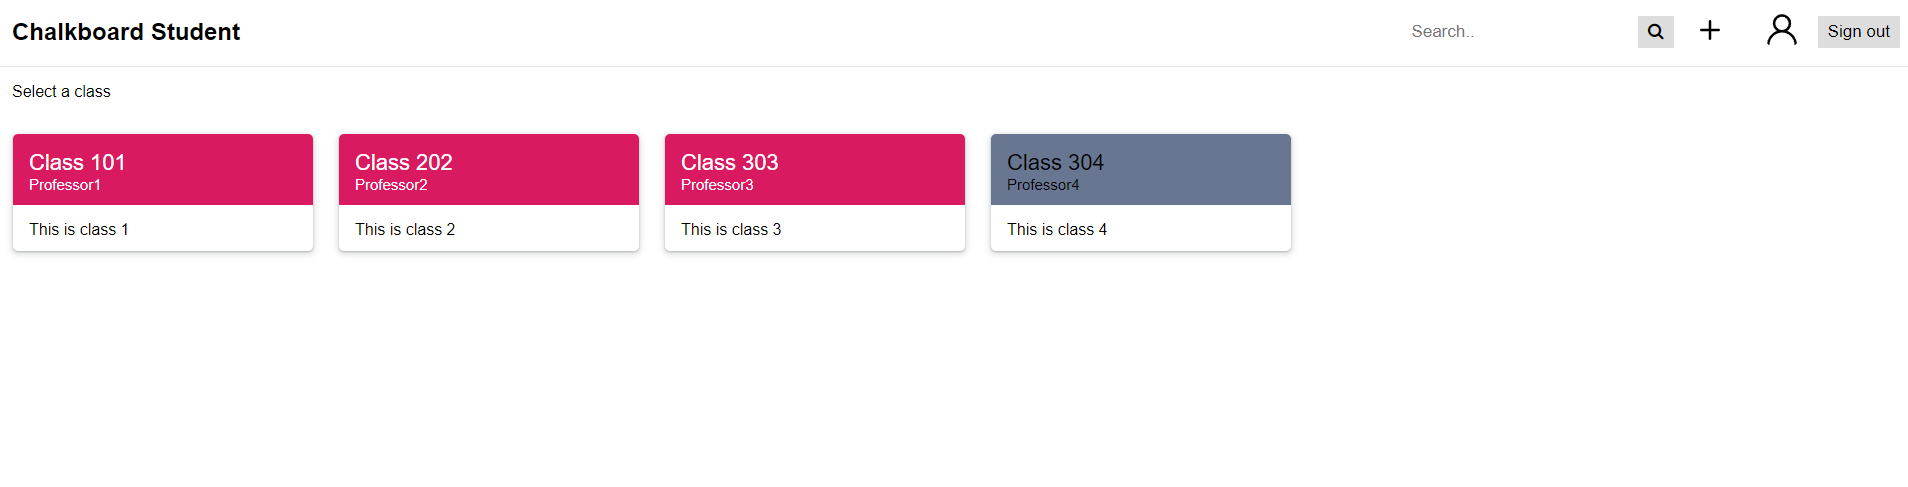 Chalkboard Student
Search..
Sign out
Select a class
Class 101
Professor1
This is class 1
Class 202
Professor2
This is class 2
Class 303
Professor3
This is class 3
Class 304
Professor4
This is class 4